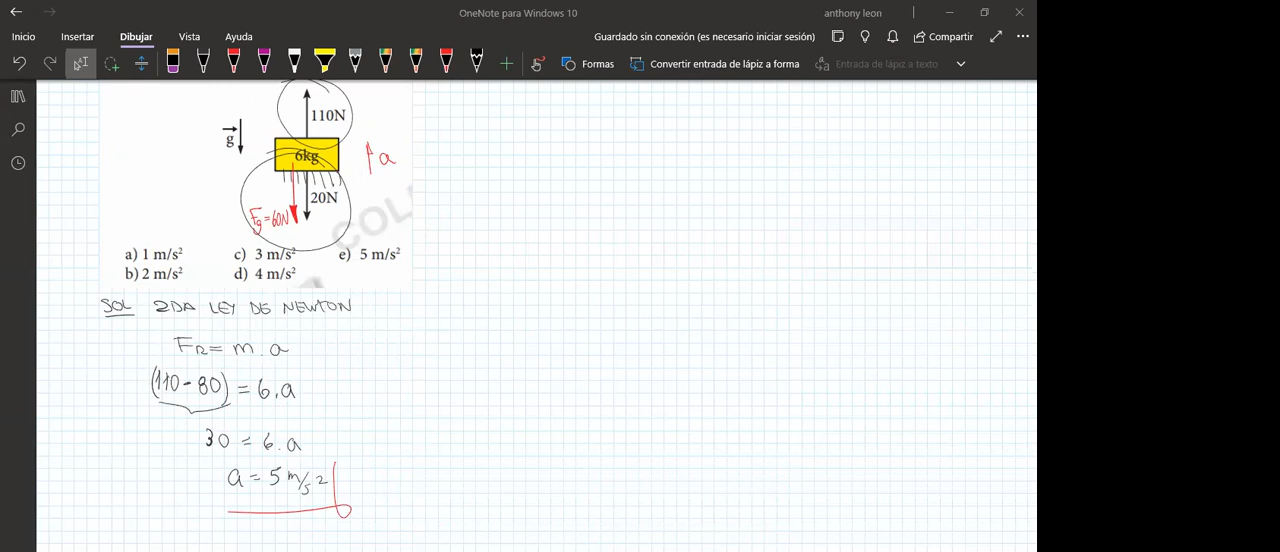 OneNote para Windows 10
anthony leon
Inicio Insertar Dibujar Vista Ayuda
Guardado sin conexión (es necesario iniciar sesión) Compartir
Formas Convertir entrada de lápiz a forma Entrada de lápiz a texto
110N
g
6kg
a
20N
Fg = 60N
COL
a) 1 m/s² c) 3 m/s² e) 5 m/s²
b) 2 m/s² d) 4 m/s²
SOL 2DA LEY DE NEWTON
FR = m . a
(110 - 80) = 6.a
30 = 6.a
a = 5 m/s2